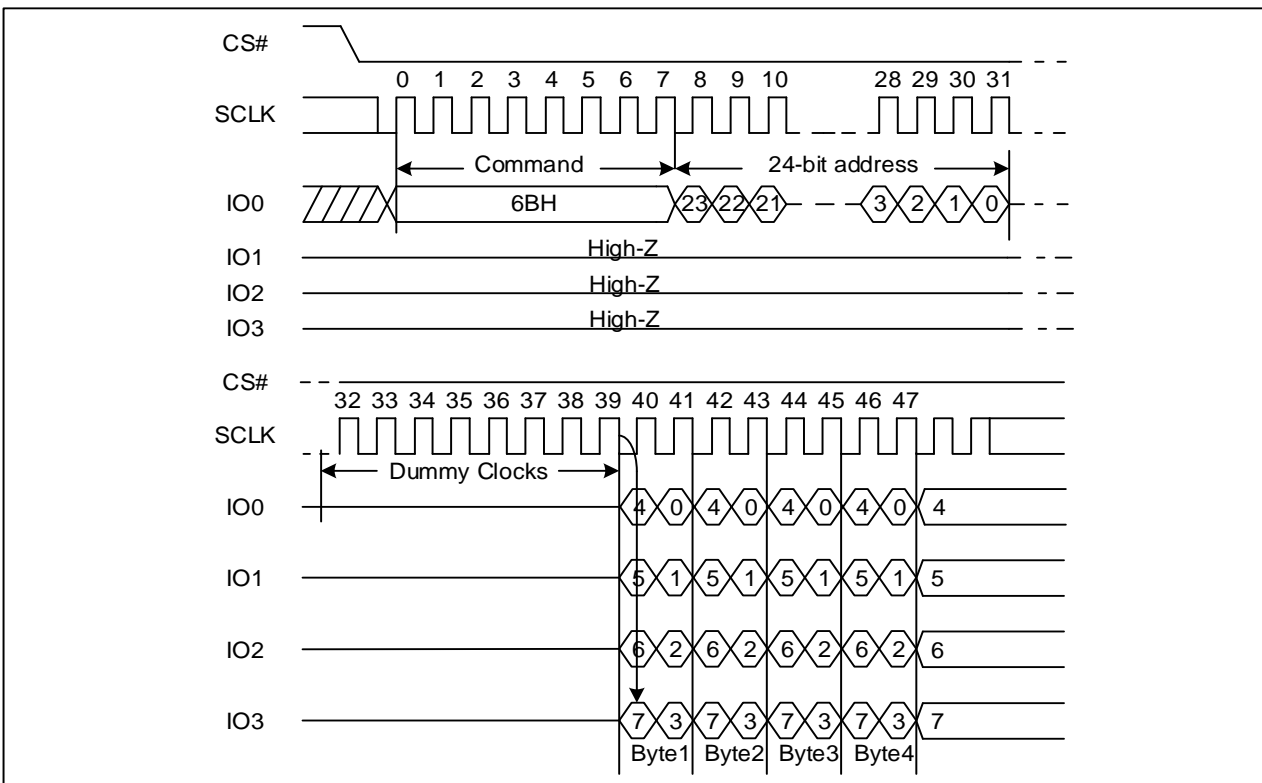 CS#
0 1 2 3 4 5 6 7 8 9 10 28 29 30 31
SCLK
Command 24-bit address
IO0 6BH 23 22 21 3 2 1 0
High-Z
IO1
High-Z
IO2
High-Z
IO3
CS#
32 33 34 35 36 37 38 39 40 41 42 43 44 45 46 47
SCLK
Dummy Clocks
IO0 4 0 4 0 4 0 4 0 4
IO1 5 1 5 1 5 1 5 1 5
IO2 6 2 6 2 6 2 6 2 6
IO3 7 3 7 3 7 3 7 3 7
Byte1 Byte2 Byte3 Byte4